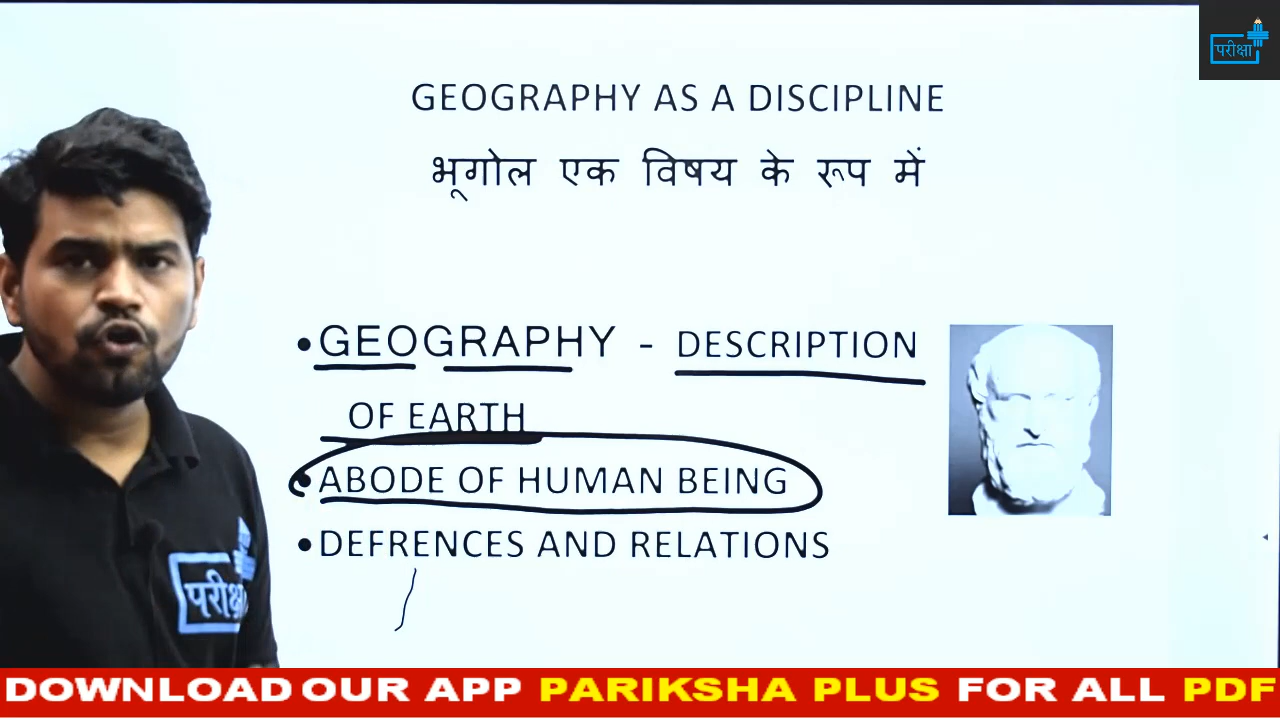 परीक्षा
GEOGRAPHY AS A DISCIPLINE
भूगोल एक विषय के रूप में
•GEOGRAPHY - DESCRIPTION
OF EARTH
•ABODE OF HUMAN BEING
•DEFRENCES AND RELATIONS
परीक्षा
DOWNLOAD OUR APP PARIKSHA PLUS FOR ALL PDF